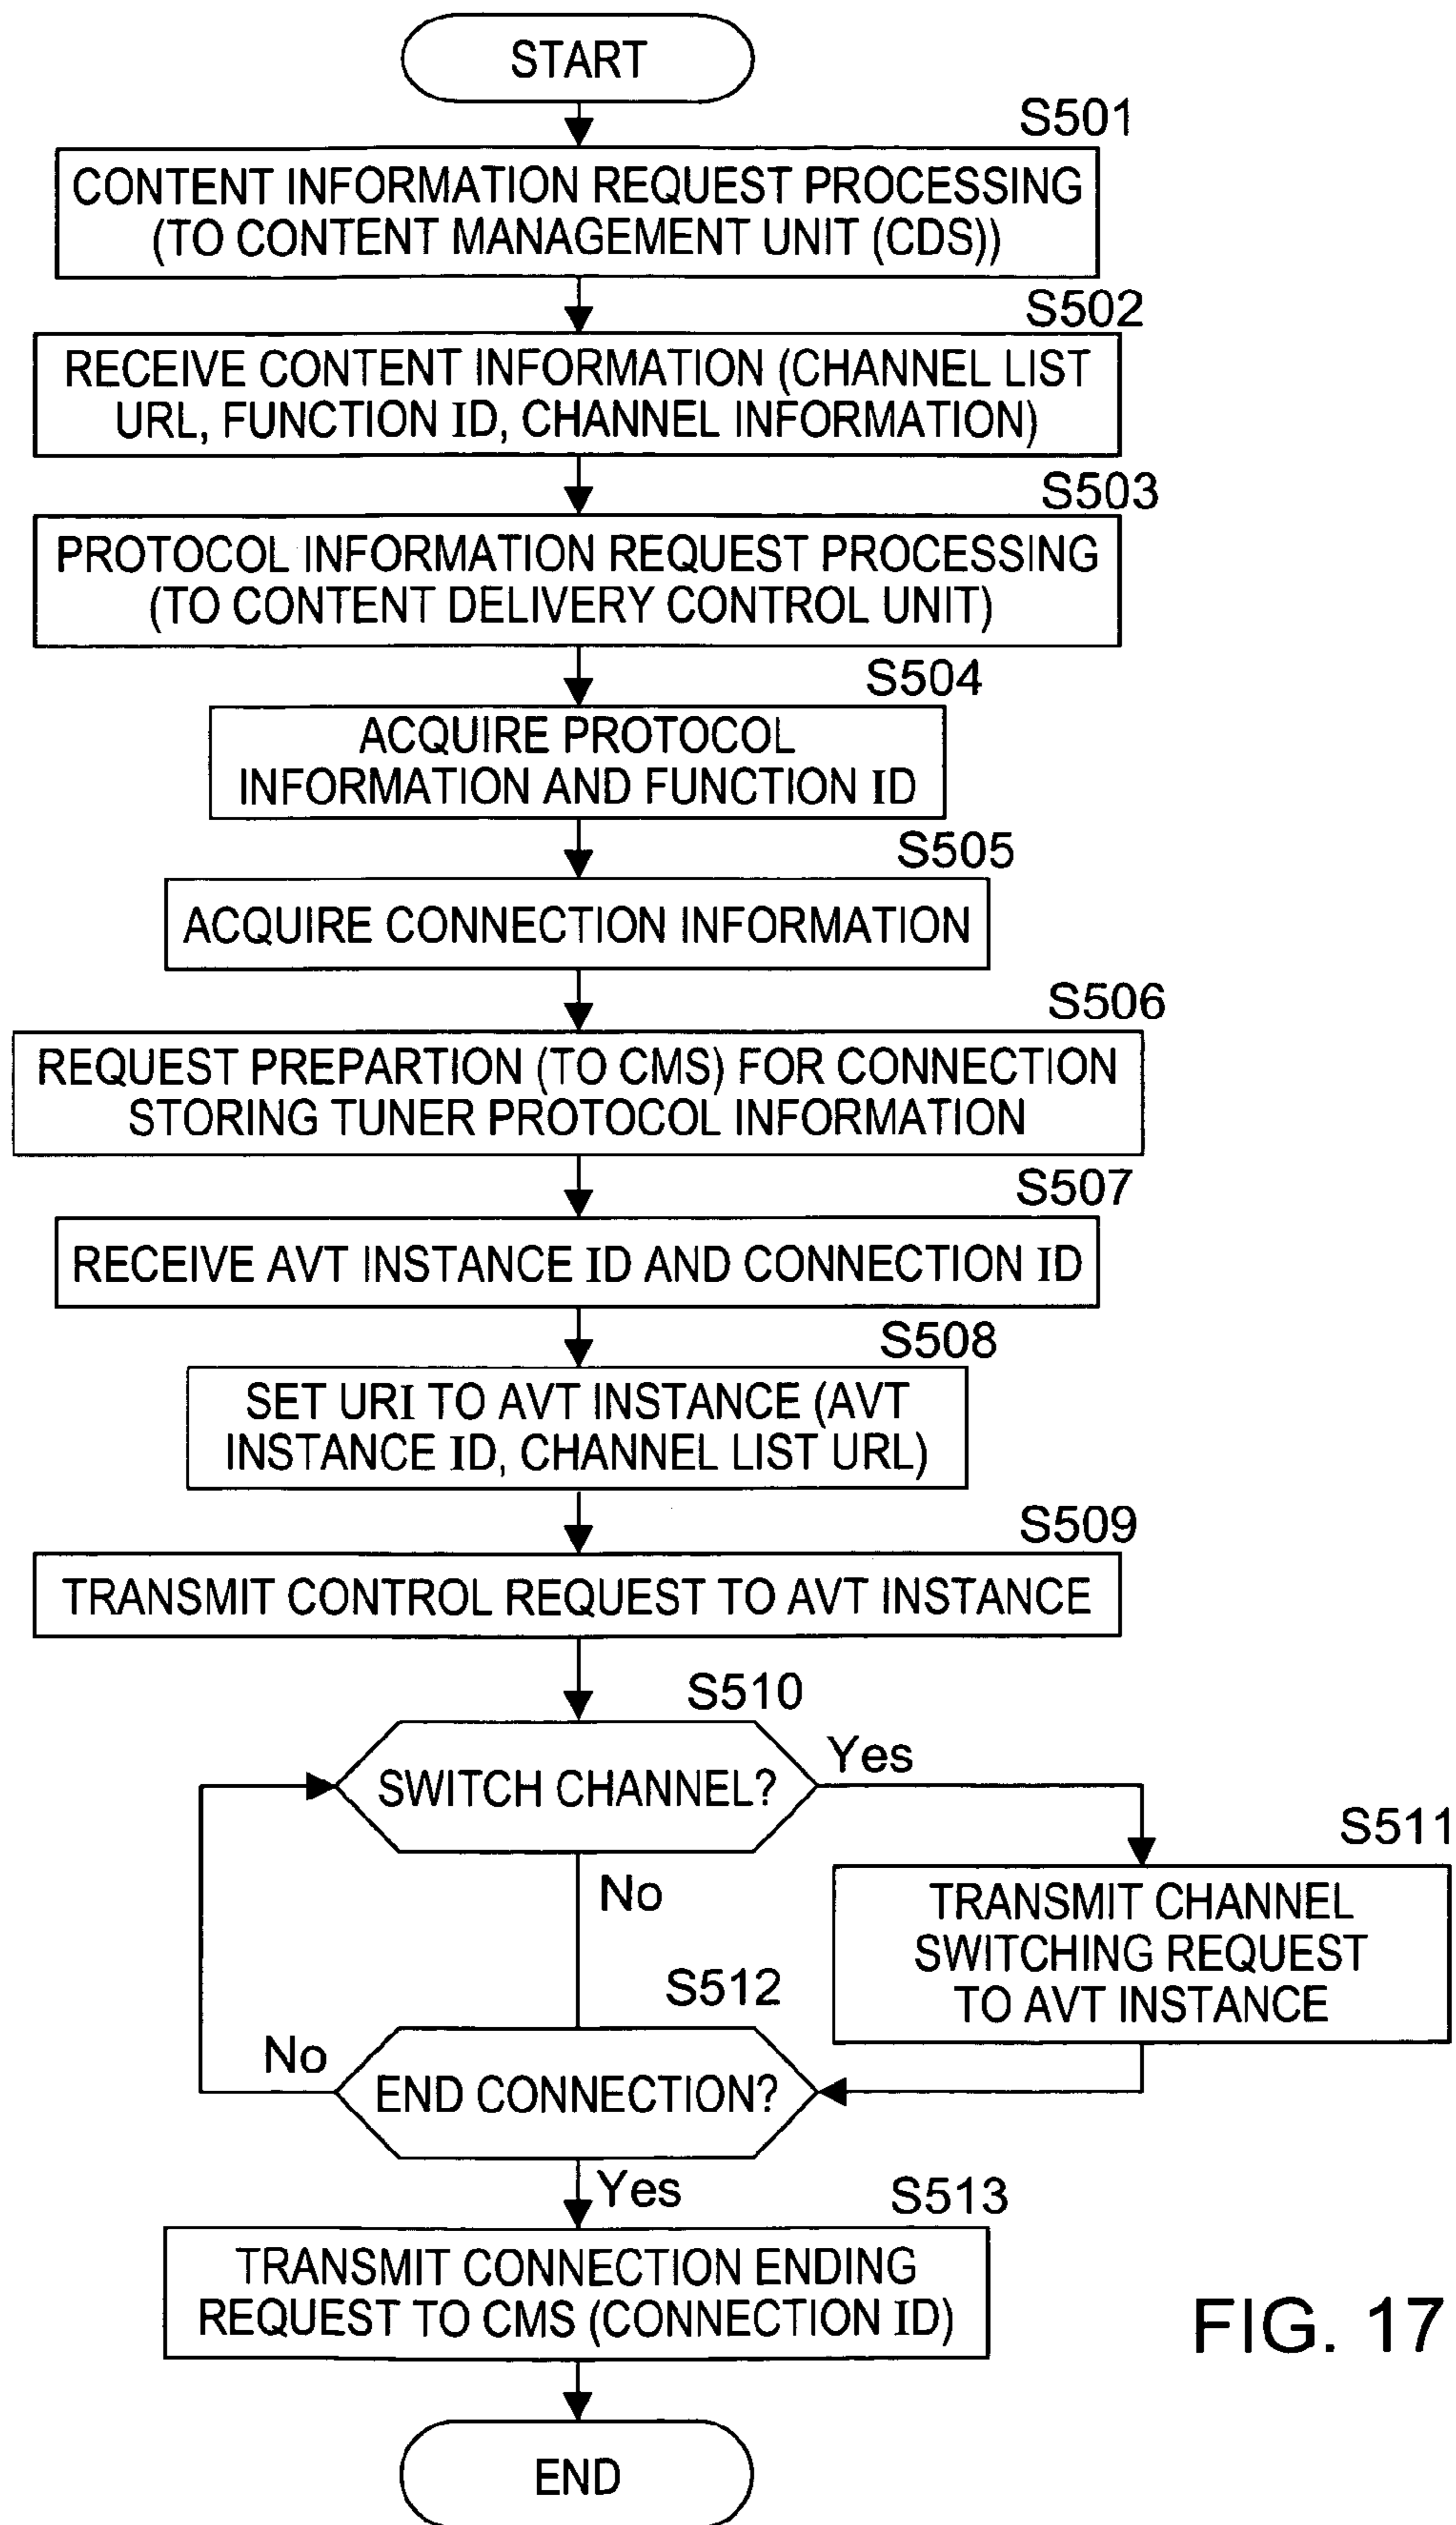 START
S501
CONTENT INFORMATION REQUEST PROCESSING
(TO CONTENT MANAGEMENT UNIT (CDS))
S502
RECEIVE CONTENT INFORMATION (CHANNEL LIST
URL, FUNCTION ID, CHANNEL INFORMATION)
S503
PROTOCOL INFORMATION REQUEST PROCESSING
(TO CONTENT DELIVERY CONTROL UNIT)
S504
ACQUIRE PROTOCOL
INFORMATION AND FUNCTION ID
S505
ACQUIRE CONNECTION INFORMATION
S506
REQUEST PREPARTION (TO CMS) FOR CONNECTION
STORING TUNER PROTOCOL INFORMATION
S507
RECEIVE AVT INSTANCE ID AND CONNECTION ID
S508
SET URI TO AVT INSTANCE (AVT
INSTANCE ID, CHANNEL LIST URL)
S509
TRANSMIT CONTROL REQUEST TO AVT INSTANCE
S510
SWITCH CHANNEL?
Yes
No
S511
TRANSMIT CHANNEL
SWITCHING REQUEST
TO AVT INSTANCE
S512
END CONNECTION?
No
Yes
S513
TRANSMIT CONNECTION ENDING
REQUEST TO CMS (CONNECTION ID)
END
FIG. 17